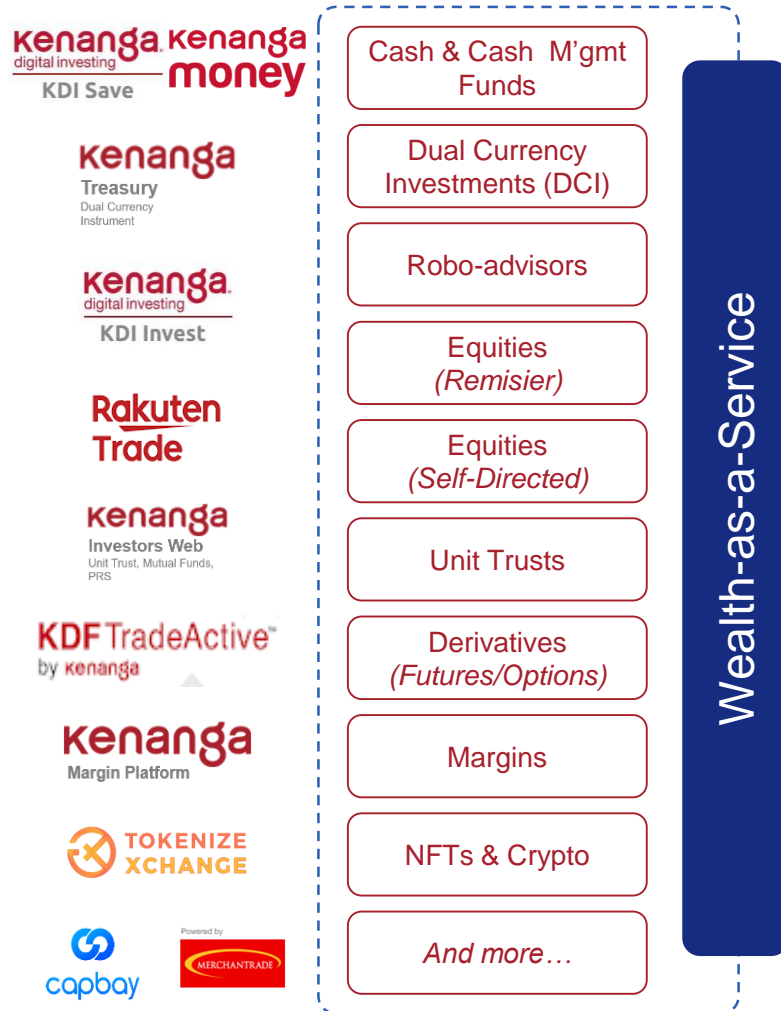 kenanga
digital investing
KDI Save
kenanga
money
Cash & Cash M'gmt
Funds
kenanga
Treasury
Dual Currency
Instrument
Dual Currency
Investments (DCI)
kenanga
digital investing
KDI Invest
Robo-advisors
Equities
(Remisier)
Rakuten
Trade
Equities
(Self-Directed)
kenanga
Investors Web
Unit Trust, Mutual Funds,
PRS
Unit Trusts
KDF TradeActive™
by kenanga
Derivatives
(Futures/Options)
kenanga
Margin Platform
Margins
TOKENIZE
XCHANGE
NFTs & Crypto
capbay
Powered by
MERCHANTRADE
And more…
Wealth-as-a-Service